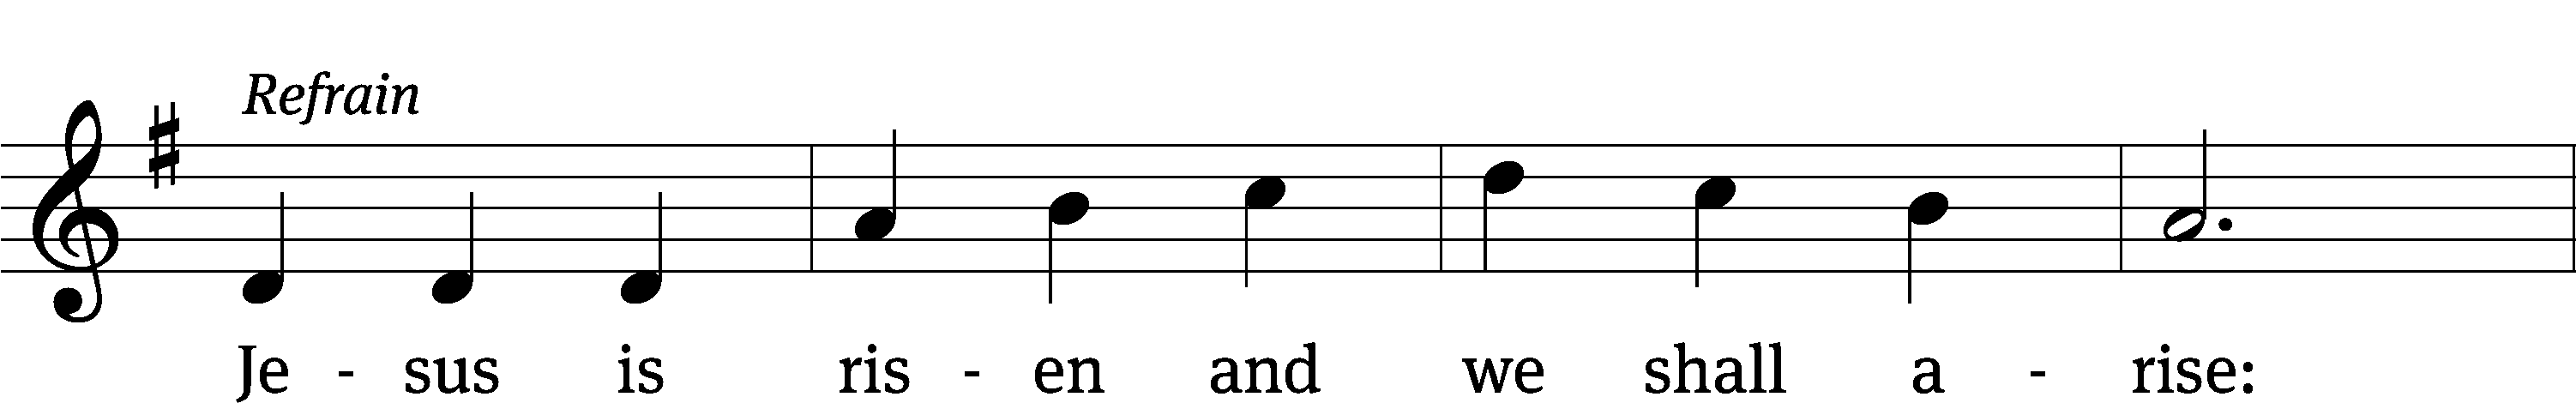 Refrain
Je - sus is ris - en and we shall a - rise: